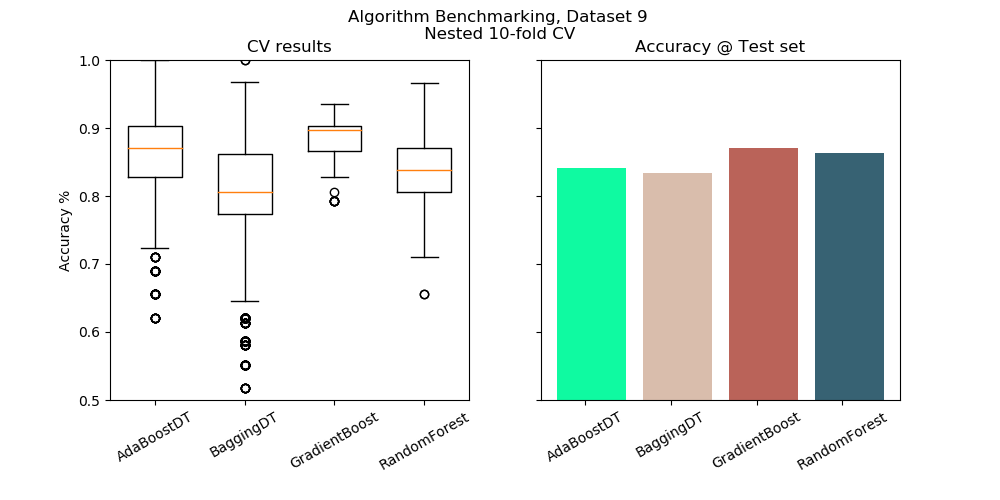 Algorithm Benchmarking, Dataset 9
Nested 10-fold CV
CV results
Accuracy %
1.0
0.9
0.8
0.7
0.6
0.5
AdaBoostDT
BaggingDT
GradientBoost
RandomForest
Accuracy @ Test set
AdaBoostDT
BaggingDT
GradientBoost
RandomForest